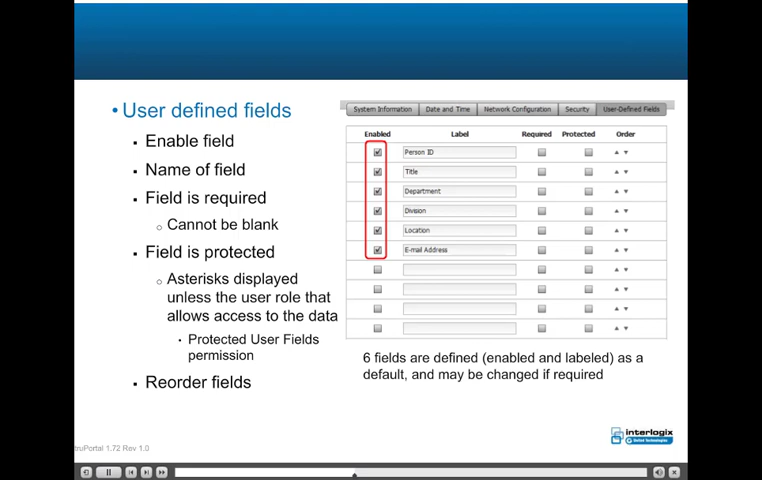 • User defined fields
▪ Enable field
▪ Name of field
▪ Field is required
o Cannot be blank
▪ Field is protected
o Asterisks displayed
unless the user role that
allows access to the data
• Protected User Fields
permission
▪ Reorder fields
System Information Date and Time Network Configuration Security User-Defined Fields
Enabled Label Required Protected Order
Person ID
Title
Department
Division
Location
E-mail Address
6 fields are defined (enabled and labeled) as a
default, and may be changed if required
interlogix
United Technologies
truPortal 1.72 Rev 1.0